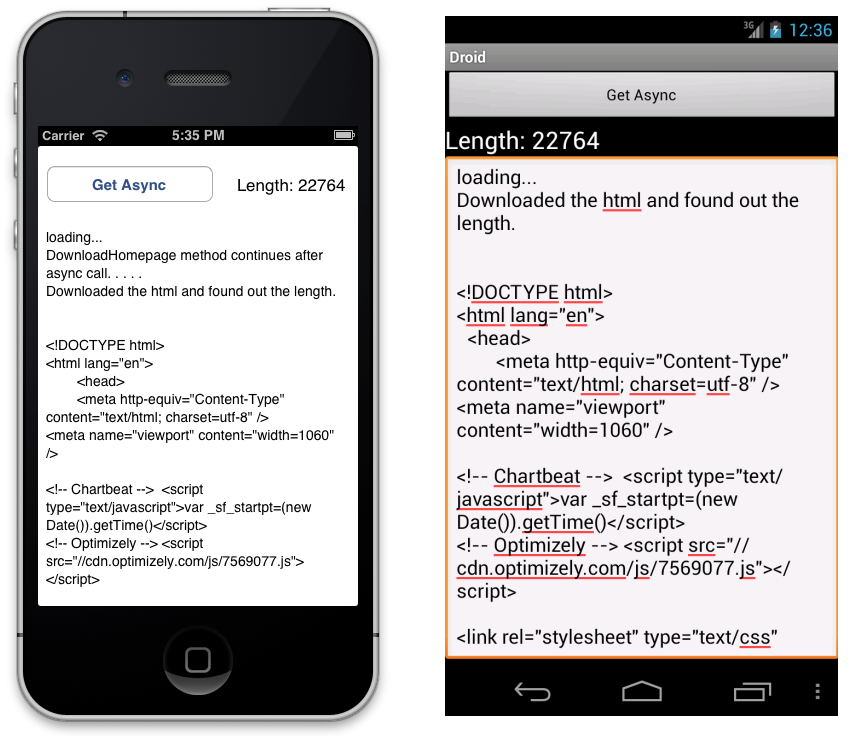 Carrier 5:35 PM
Get Async Length: 22764
loading...
DownloadHomepage method continues after
async call. . . . .
Downloaded the html and found out the length.
<!DOCTYPE html>
<html lang="en">
<head>
<meta http-equiv="Content-Type"
content="text/html; charset=utf-8" />
<meta name="viewport" content="width=1060"
/>
<!-- Chartbeat --> <script
type="text/javascript">var _sf_startpt=(new
Date()).getTime()</script>
<!-- Optimizely --> <script
src="//cdn.optimizely.com/js/7569077.js">
</script>
3G 12:36
Droid
Get Async
Length: 22764
loading...
Downloaded the html and found out the
length.
<!DOCTYPE html>
<html lang="en">
<head>
<meta http-equiv="Content-Type"
content="text/html; charset=utf-8" />
<meta name="viewport"
content="width=1060" />
<!-- Chartbeat --> <script type="text/
javascript">var _sf_startpt=(new
Date()).getTime()</script>
<!-- Optimizely --> <script src="//
cdn.optimizely.com/js/7569077.js"></
script>
<link rel="stylesheet" type="text/css"